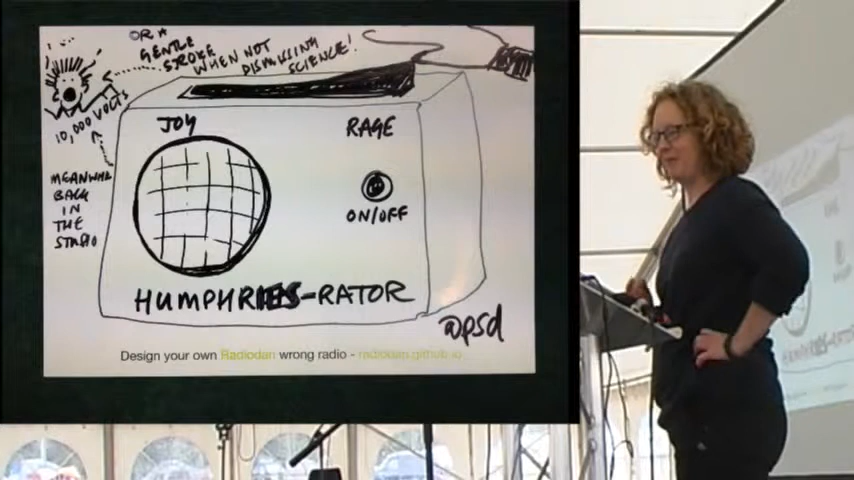 OR A
GENTLE
STROKE
WHEN NOT
DISMISSING
SCIENCE!
10,000 VOLTS
MEANWHILE
BACK
IN
THE
STUDIO
JOY
RAGE
ON/OFF
HUMPHRIES-RATOR
@psd
Design your own Radiodan wrong radio - radiodan.github.io